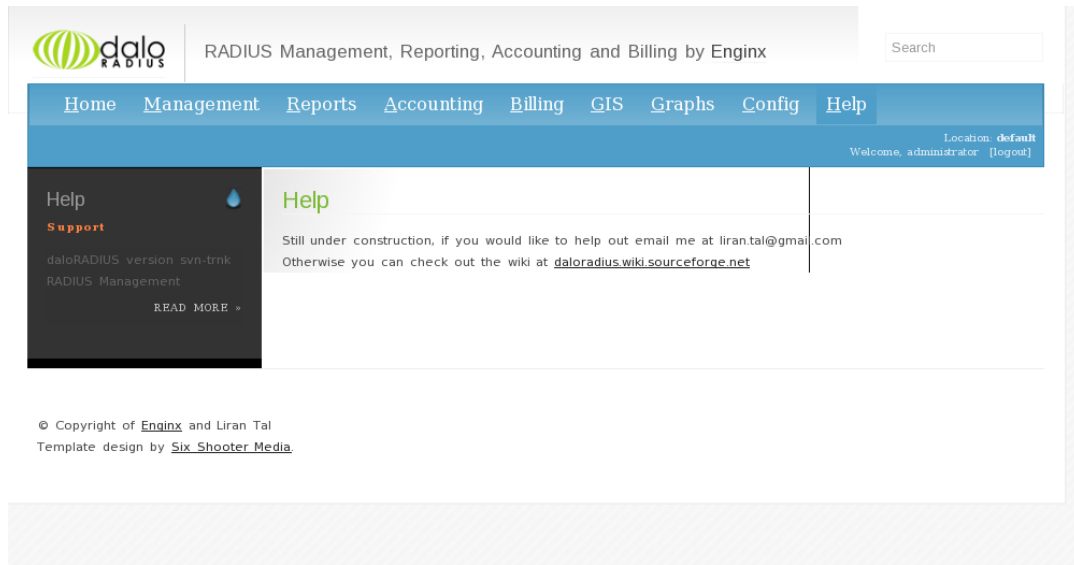 dalo
RADIUS
RADIUS Management, Reporting, Accounting and Billing by Enginx
Search
Home Management Reports Accounting Billing GIS Graphs Config Help
Location: default
Welcome, administrator [logout]
Help
Support
daloRADIUS version svn-trnk
RADIUS Management
READ MORE »
Help
Still under construction, if you would like to help out email me at liran.tal@gmail.com
Otherwise you can check out the wiki at daloradius.wiki.sourceforge.net
© Copyright of Enginx and Liran Tal
Template design by Six Shooter Media.